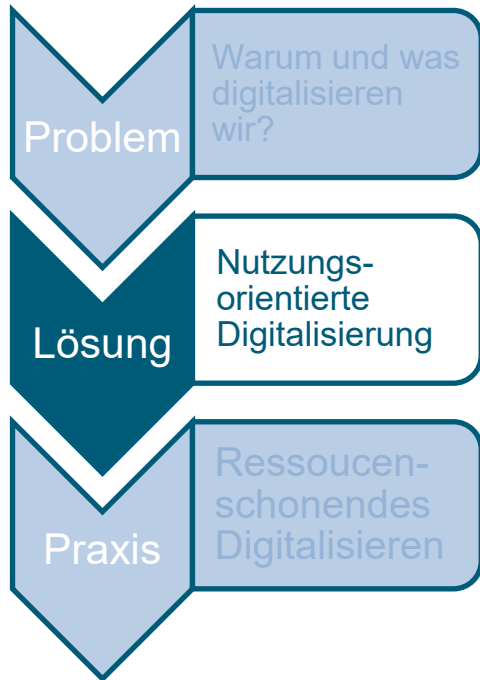 Problem
Warum und was
digitalisieren
wir?
Lösung
Nutzungs-
orientierte
Digitalisierung
Praxis
Ressoucen-
schonendes
Digitalisieren